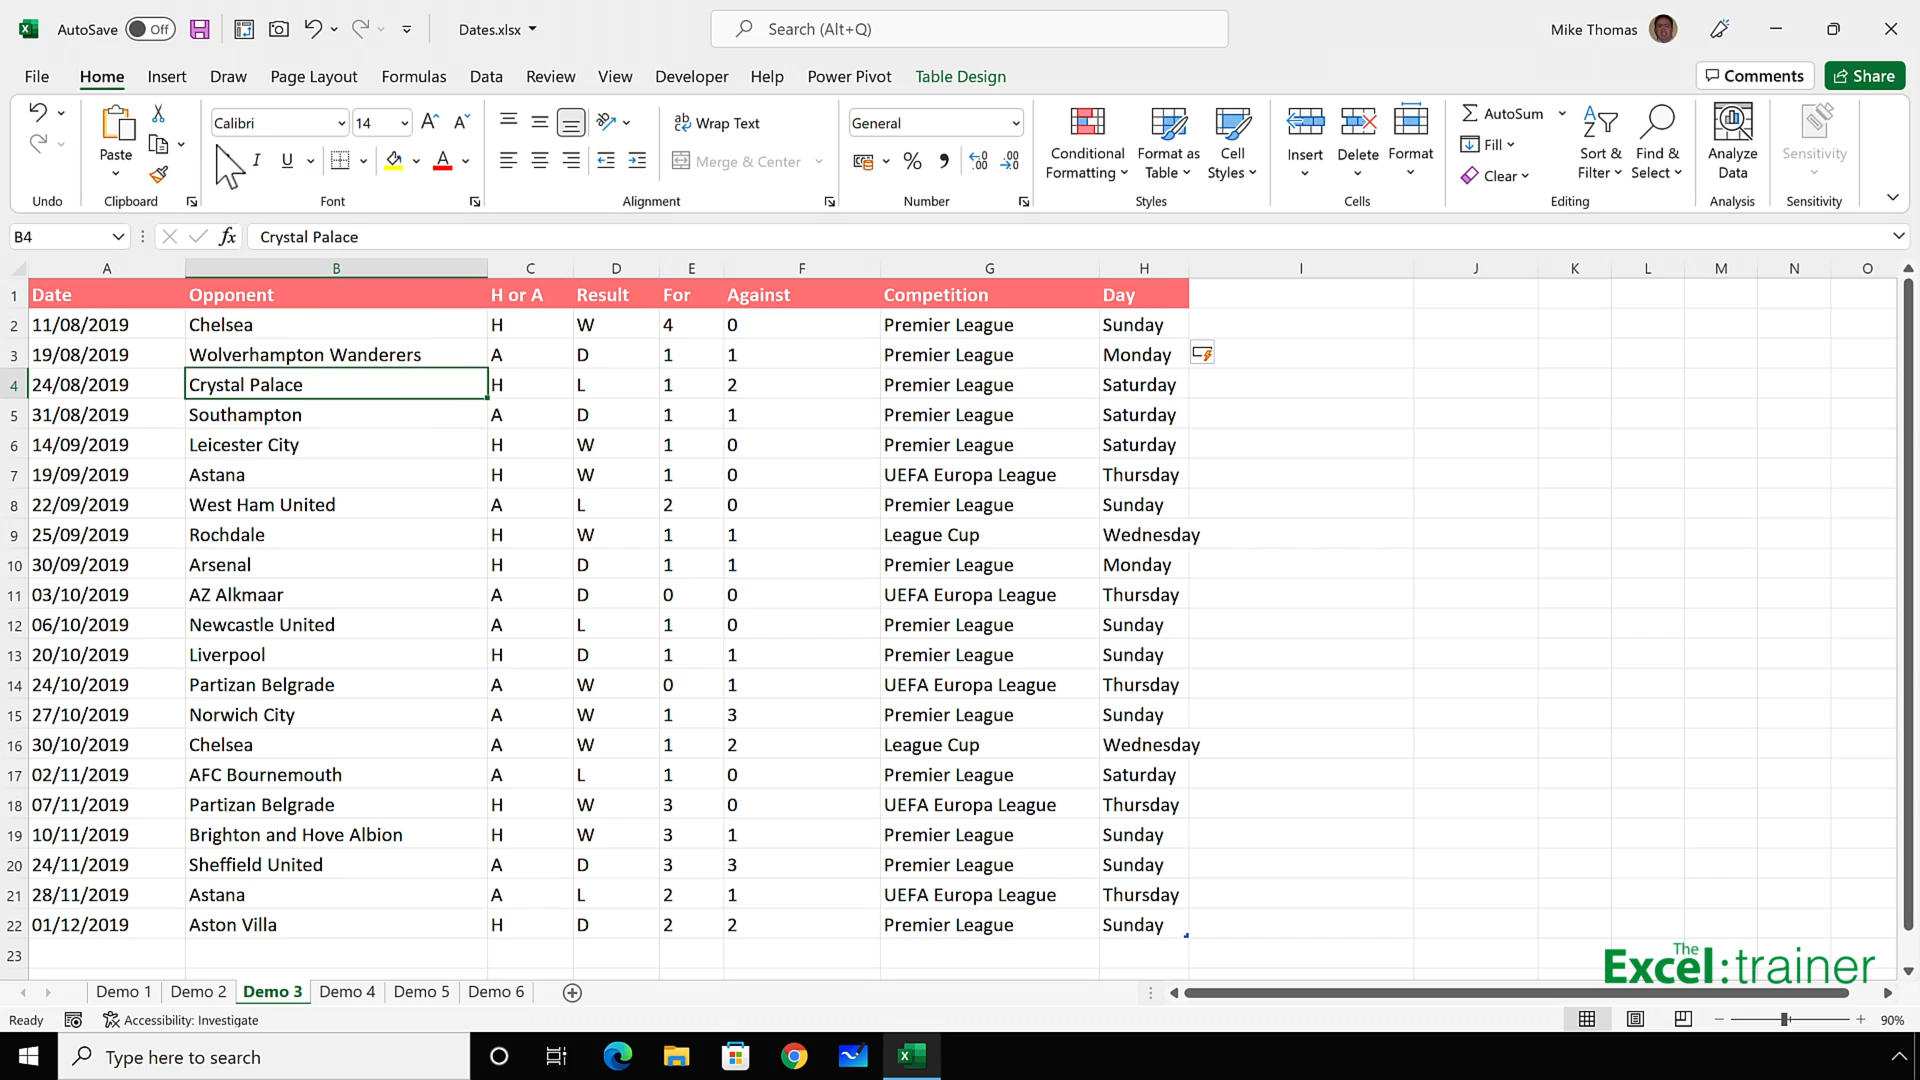 AutoSave Off Dates.xlsx Search (Alt+Q) Mike Thomas
File Home Insert Draw Page Layout Formulas Data Review View Developer Help Power Pivot Table Design Comments Share
Paste Calibri 14 I U Wrap Text Merge & Center General % Conditional Formatting Format as Table Cell Styles Insert Delete Format AutoSum Fill Clear Sort & Filter Find & Select Analyze Data Sensitivity
Undo Clipboard Font Alignment Number Styles Cells Editing Analysis Sensitivity
B4 fx Crystal Palace
A B C D E F G H I J K L M N O
1 Date Opponent H or A Result For Against Competition Day
2 11/08/2019 Chelsea H W 4 0 Premier League Sunday
3 19/08/2019 Wolverhampton Wanderers A D 1 1 Premier League Monday
4 24/08/2019 Crystal Palace H L 1 2 Premier League Saturday
5 31/08/2019 Southampton A D 1 1 Premier League Saturday
6 14/09/2019 Leicester City H W 1 0 Premier League Saturday
7 19/09/2019 Astana H W 1 0 UEFA Europa League Thursday
8 22/09/2019 West Ham United A L 2 0 Premier League Sunday
9 25/09/2019 Rochdale H W 1 1 League Cup Wednesday
10 30/09/2019 Arsenal H D 1 1 Premier League Monday
11 03/10/2019 AZ Alkmaar A D 0 0 UEFA Europa League Thursday
12 06/10/2019 Newcastle United A L 1 0 Premier League Sunday
13 20/10/2019 Liverpool H D 1 1 Premier League Sunday
14 24/10/2019 Partizan Belgrade A W 0 1 UEFA Europa League Thursday
15 27/10/2019 Norwich City A W 1 3 Premier League Sunday
16 30/10/2019 Chelsea A W 1 2 League Cup Wednesday
17 02/11/2019 AFC Bournemouth A L 1 0 Premier League Saturday
18 07/11/2019 Partizan Belgrade H W 3 0 UEFA Europa League Thursday
19 10/11/2019 Brighton and Hove Albion H W 3 1 Premier League Sunday
20 24/11/2019 Sheffield United A D 3 3 Premier League Sunday
21 28/11/2019 Astana A L 2 1 UEFA Europa League Thursday
22 01/12/2019 Aston Villa H D 2 2 Premier League Sunday
23
The Excel:trainer
Demo 1 Demo 2 Demo 3 Demo 4 Demo 5 Demo 6
Ready Accessibility: Investigate 90%
Type here to search